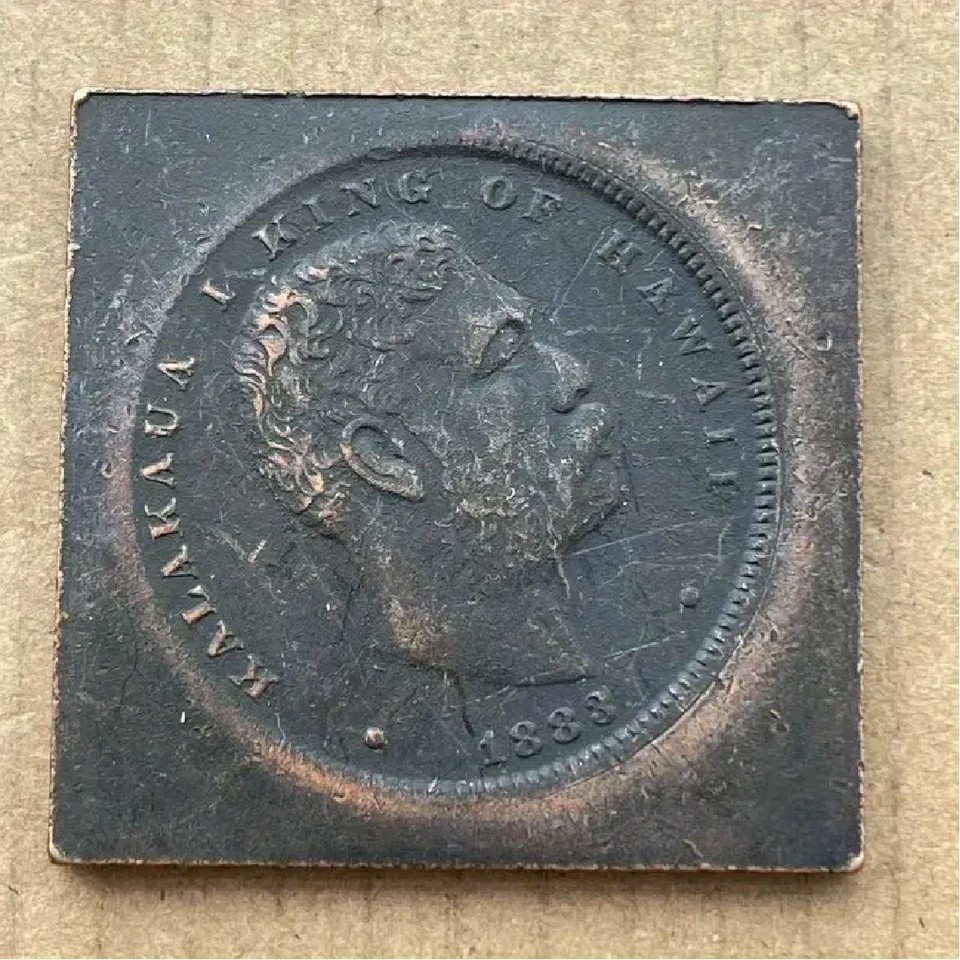 KALAKAUA I KING OF HAWAII
1883